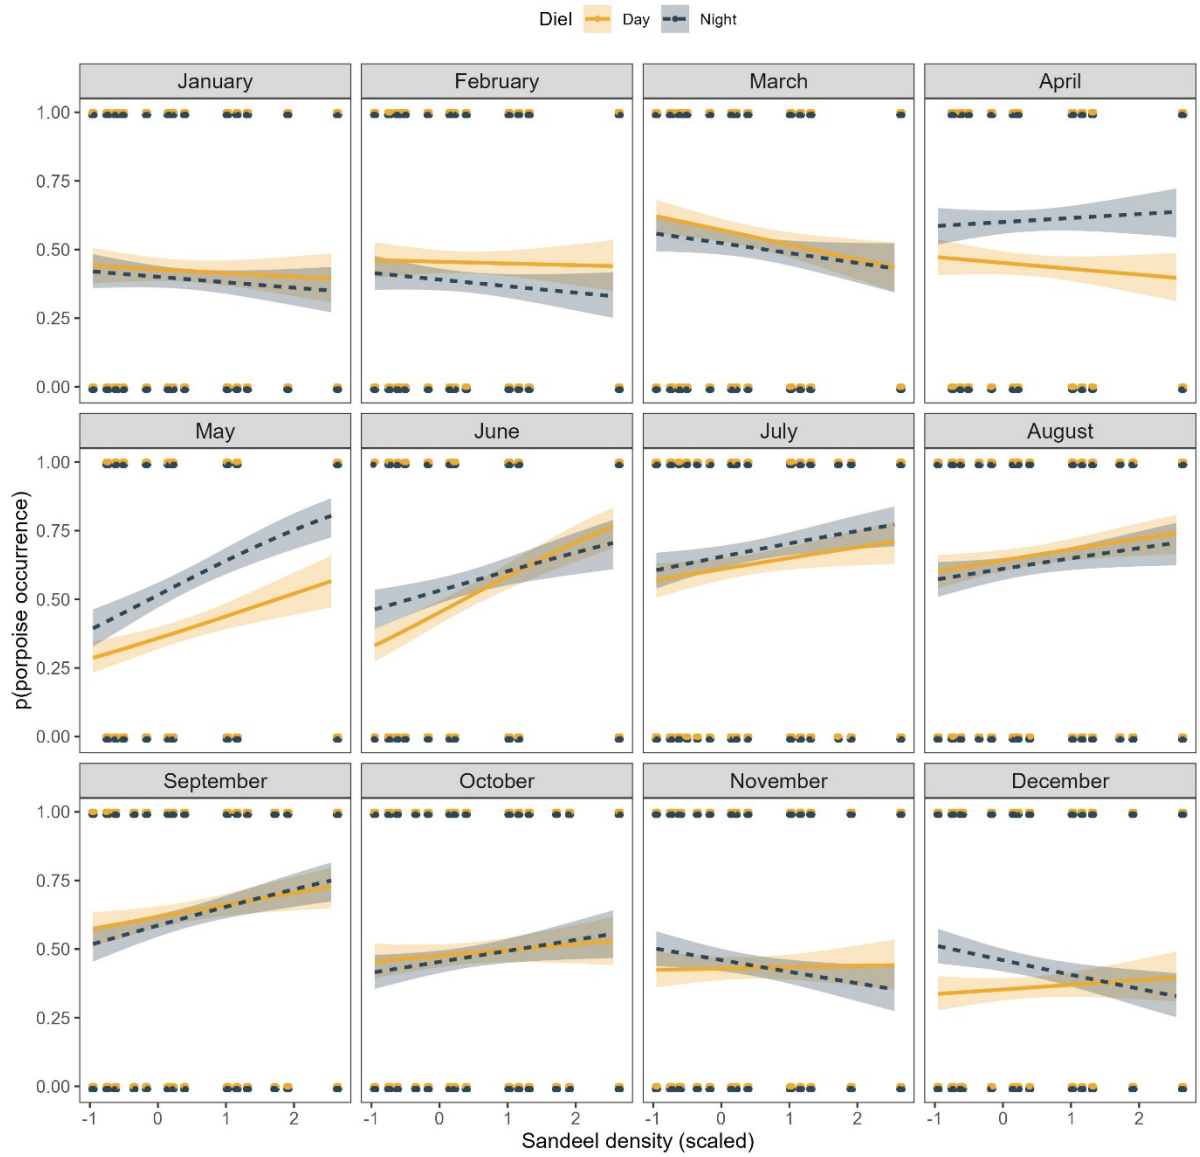 Diel Day Night
January February March April
1.00
0.75
0.50
0.25
0.00
May June July August
1.00
0.75
0.50
0.25
0.00
p(porpoise occurrence)
September October November December
1.00
0.75
0.50
0.25
0.00
-1 0 1 2 -1 0 1 2 -1 0 1 2 -1 0 1 2
Sandeel density (scaled)